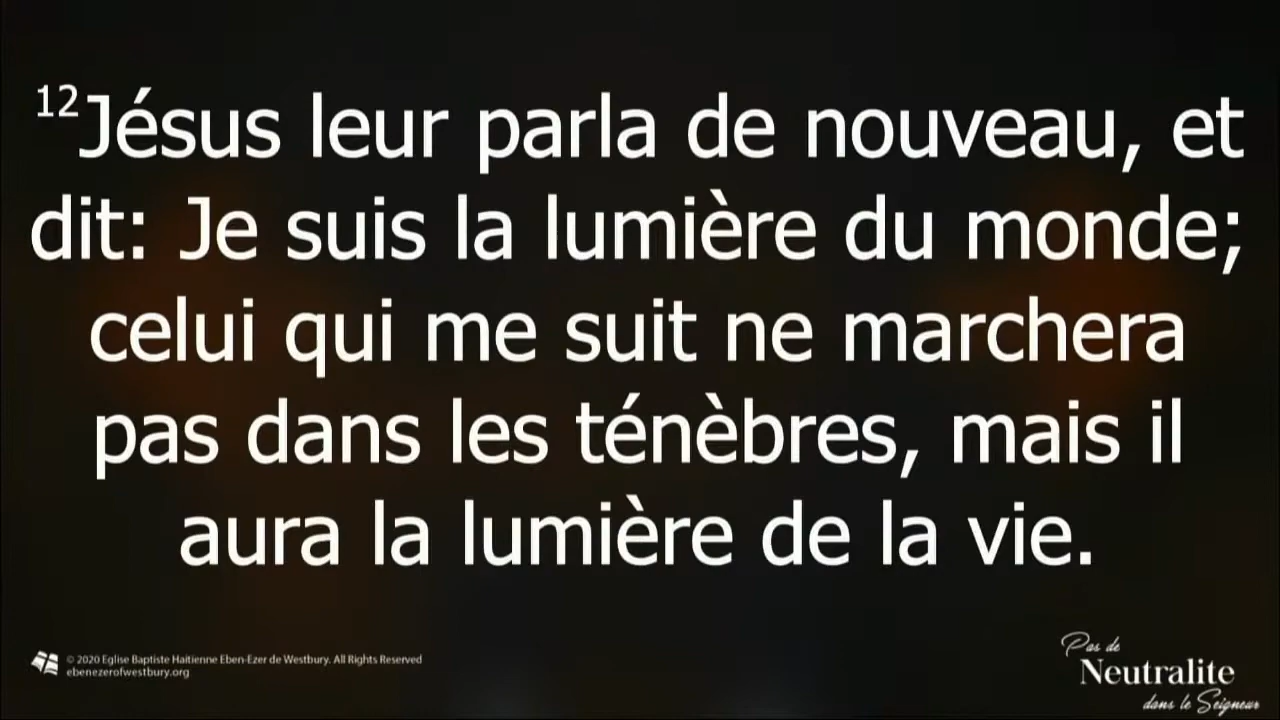 12Jésus leur parla de nouveau, et
dit: Je suis la lumière du monde;
celui qui me suit ne marchera
pas dans les ténèbres, mais il
aura la lumière de la vie.
© 2020 Eglise Baptiste Haitienne Eben-Ezer de Westbury. All Rights Reserved
ebenezerofwestbury.org
Pas de
Neutralite
dans le Seigneur